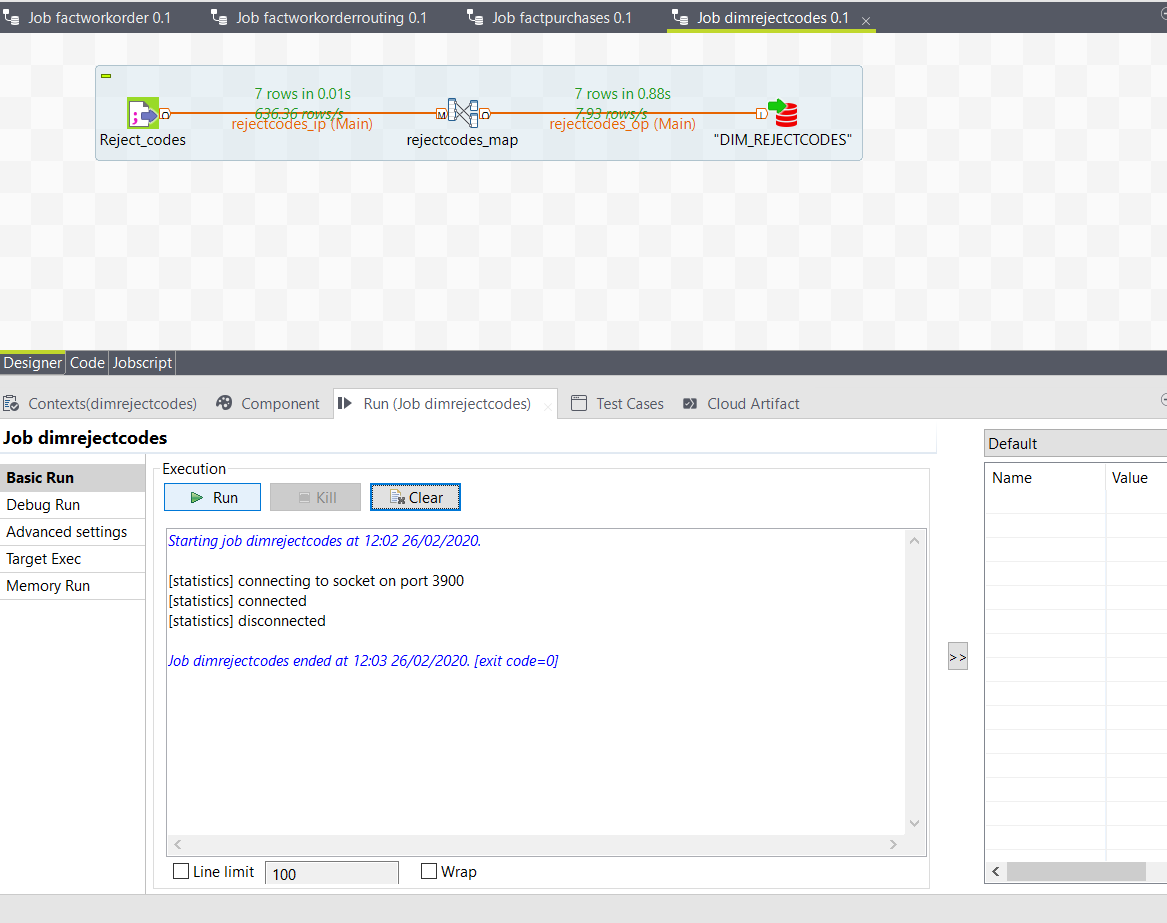 Job factworkorder 0.1 Job factworkorderrouting 0.1 Job factpurchases 0.1 Job dimrejectcodes 0.1
7 rows in 0.01s 7 rows in 0.88s
636.36 rows/s 7.93 rows/s
rejectcodes_ip (Main) rejectcodes_op (Main)
Reject_codes rejectcodes_map "DIM_REJECTCODES"
Designer Code Jobscript
Contexts(dimrejectcodes) Component Run (Job dimrejectcodes) Test Cases Cloud Artifact
Job dimrejectcodes
Default
Execution
Basic Run
Name Value
Run Kill Clear
Debug Run
Advanced settings
Target Exec
Memory Run
Starting job dimrejectcodes at 12:02 26/02/2020.
[statistics] connecting to socket on port 3900
[statistics] connected
[statistics] disconnected
Job dimrejectcodes ended at 12:03 26/02/2020. [exit code=0]
>>
Line limit 100 Wrap